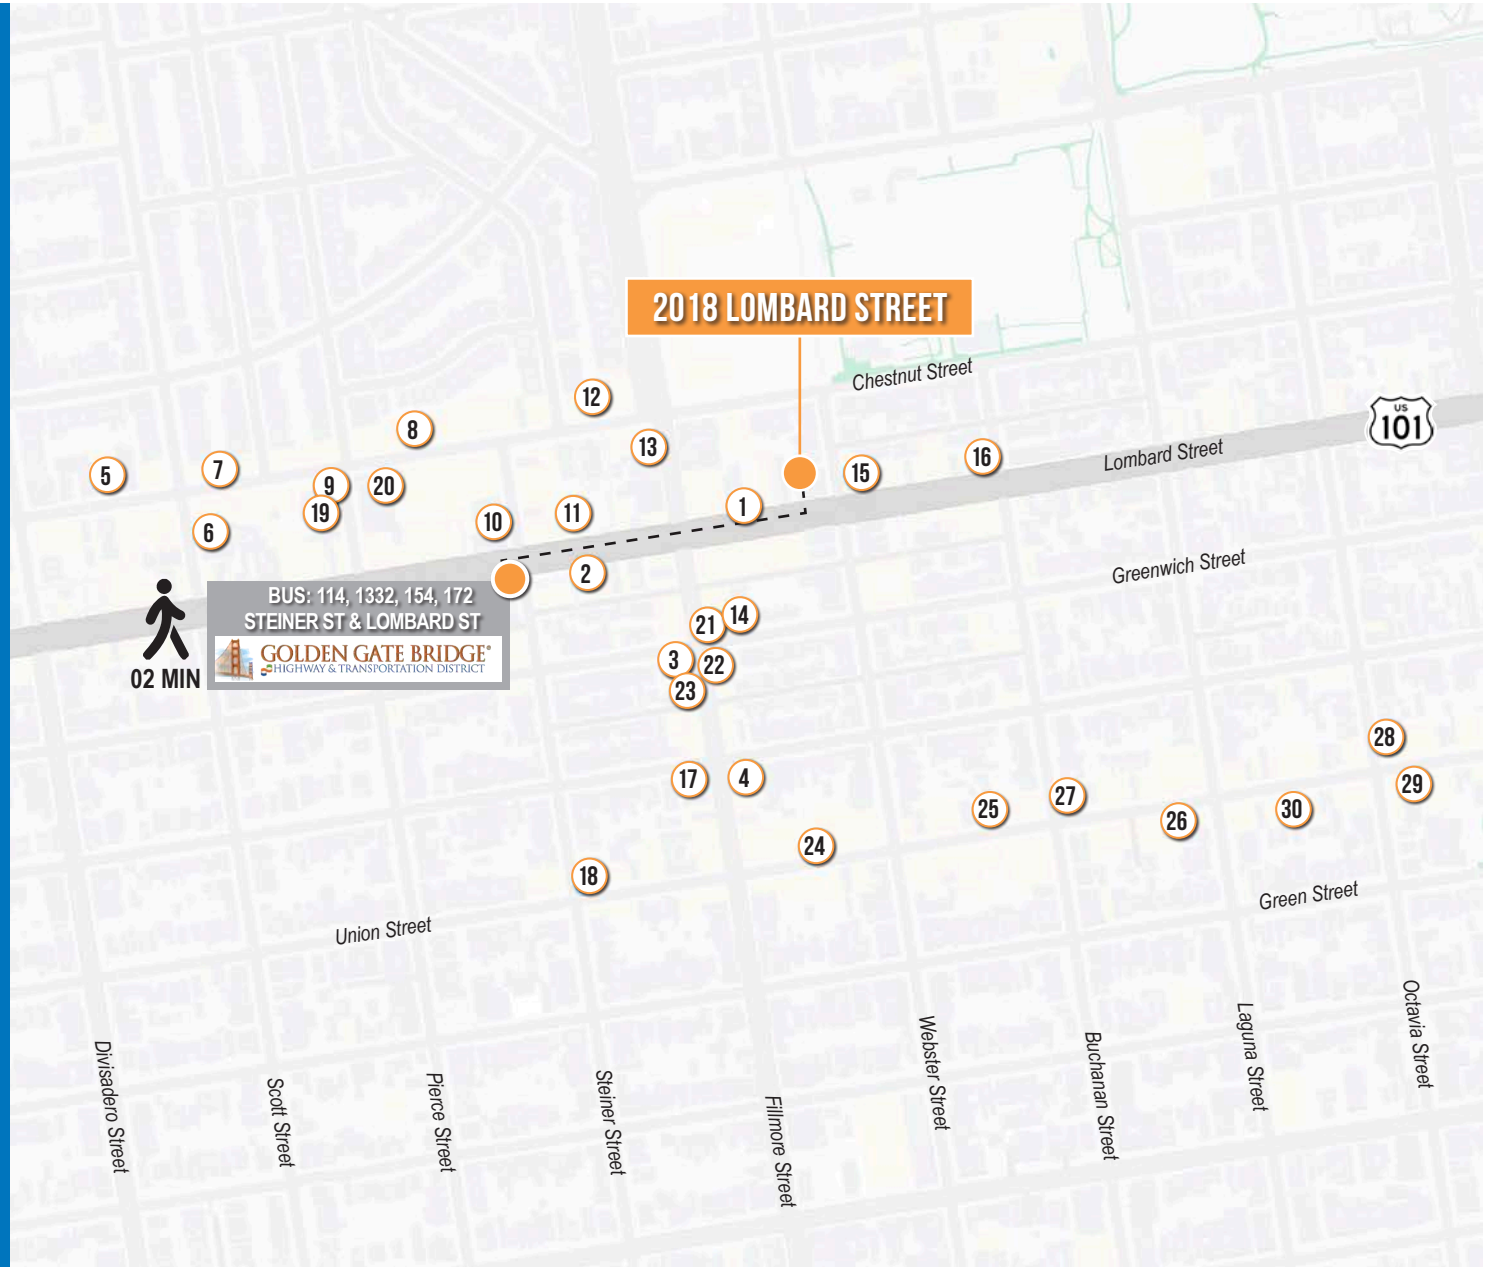 2018 LOMBARD STREET
Chestnut Street
US
101
Lombard Street
12
8
13
5
7
9
20
16
15
19
6
10
11
1
2
Greenwich Street
BUS: 114, 1332, 154, 172
STEINER ST & LOMBARD ST
GOLDEN GATE BRIDGE
HIGHWAY & TRANSPORTATION DISTRICT
02 MIN
21
14
3
22
23
17
4
28
29
25
27
26
30
24
18
Green Street
Union Street
Divisadero Street
Scott Street
Pierce Street
Steiner Street
Fillmore Street
Webster Street
Buchanan Street
Laguna Street
Octavia Street